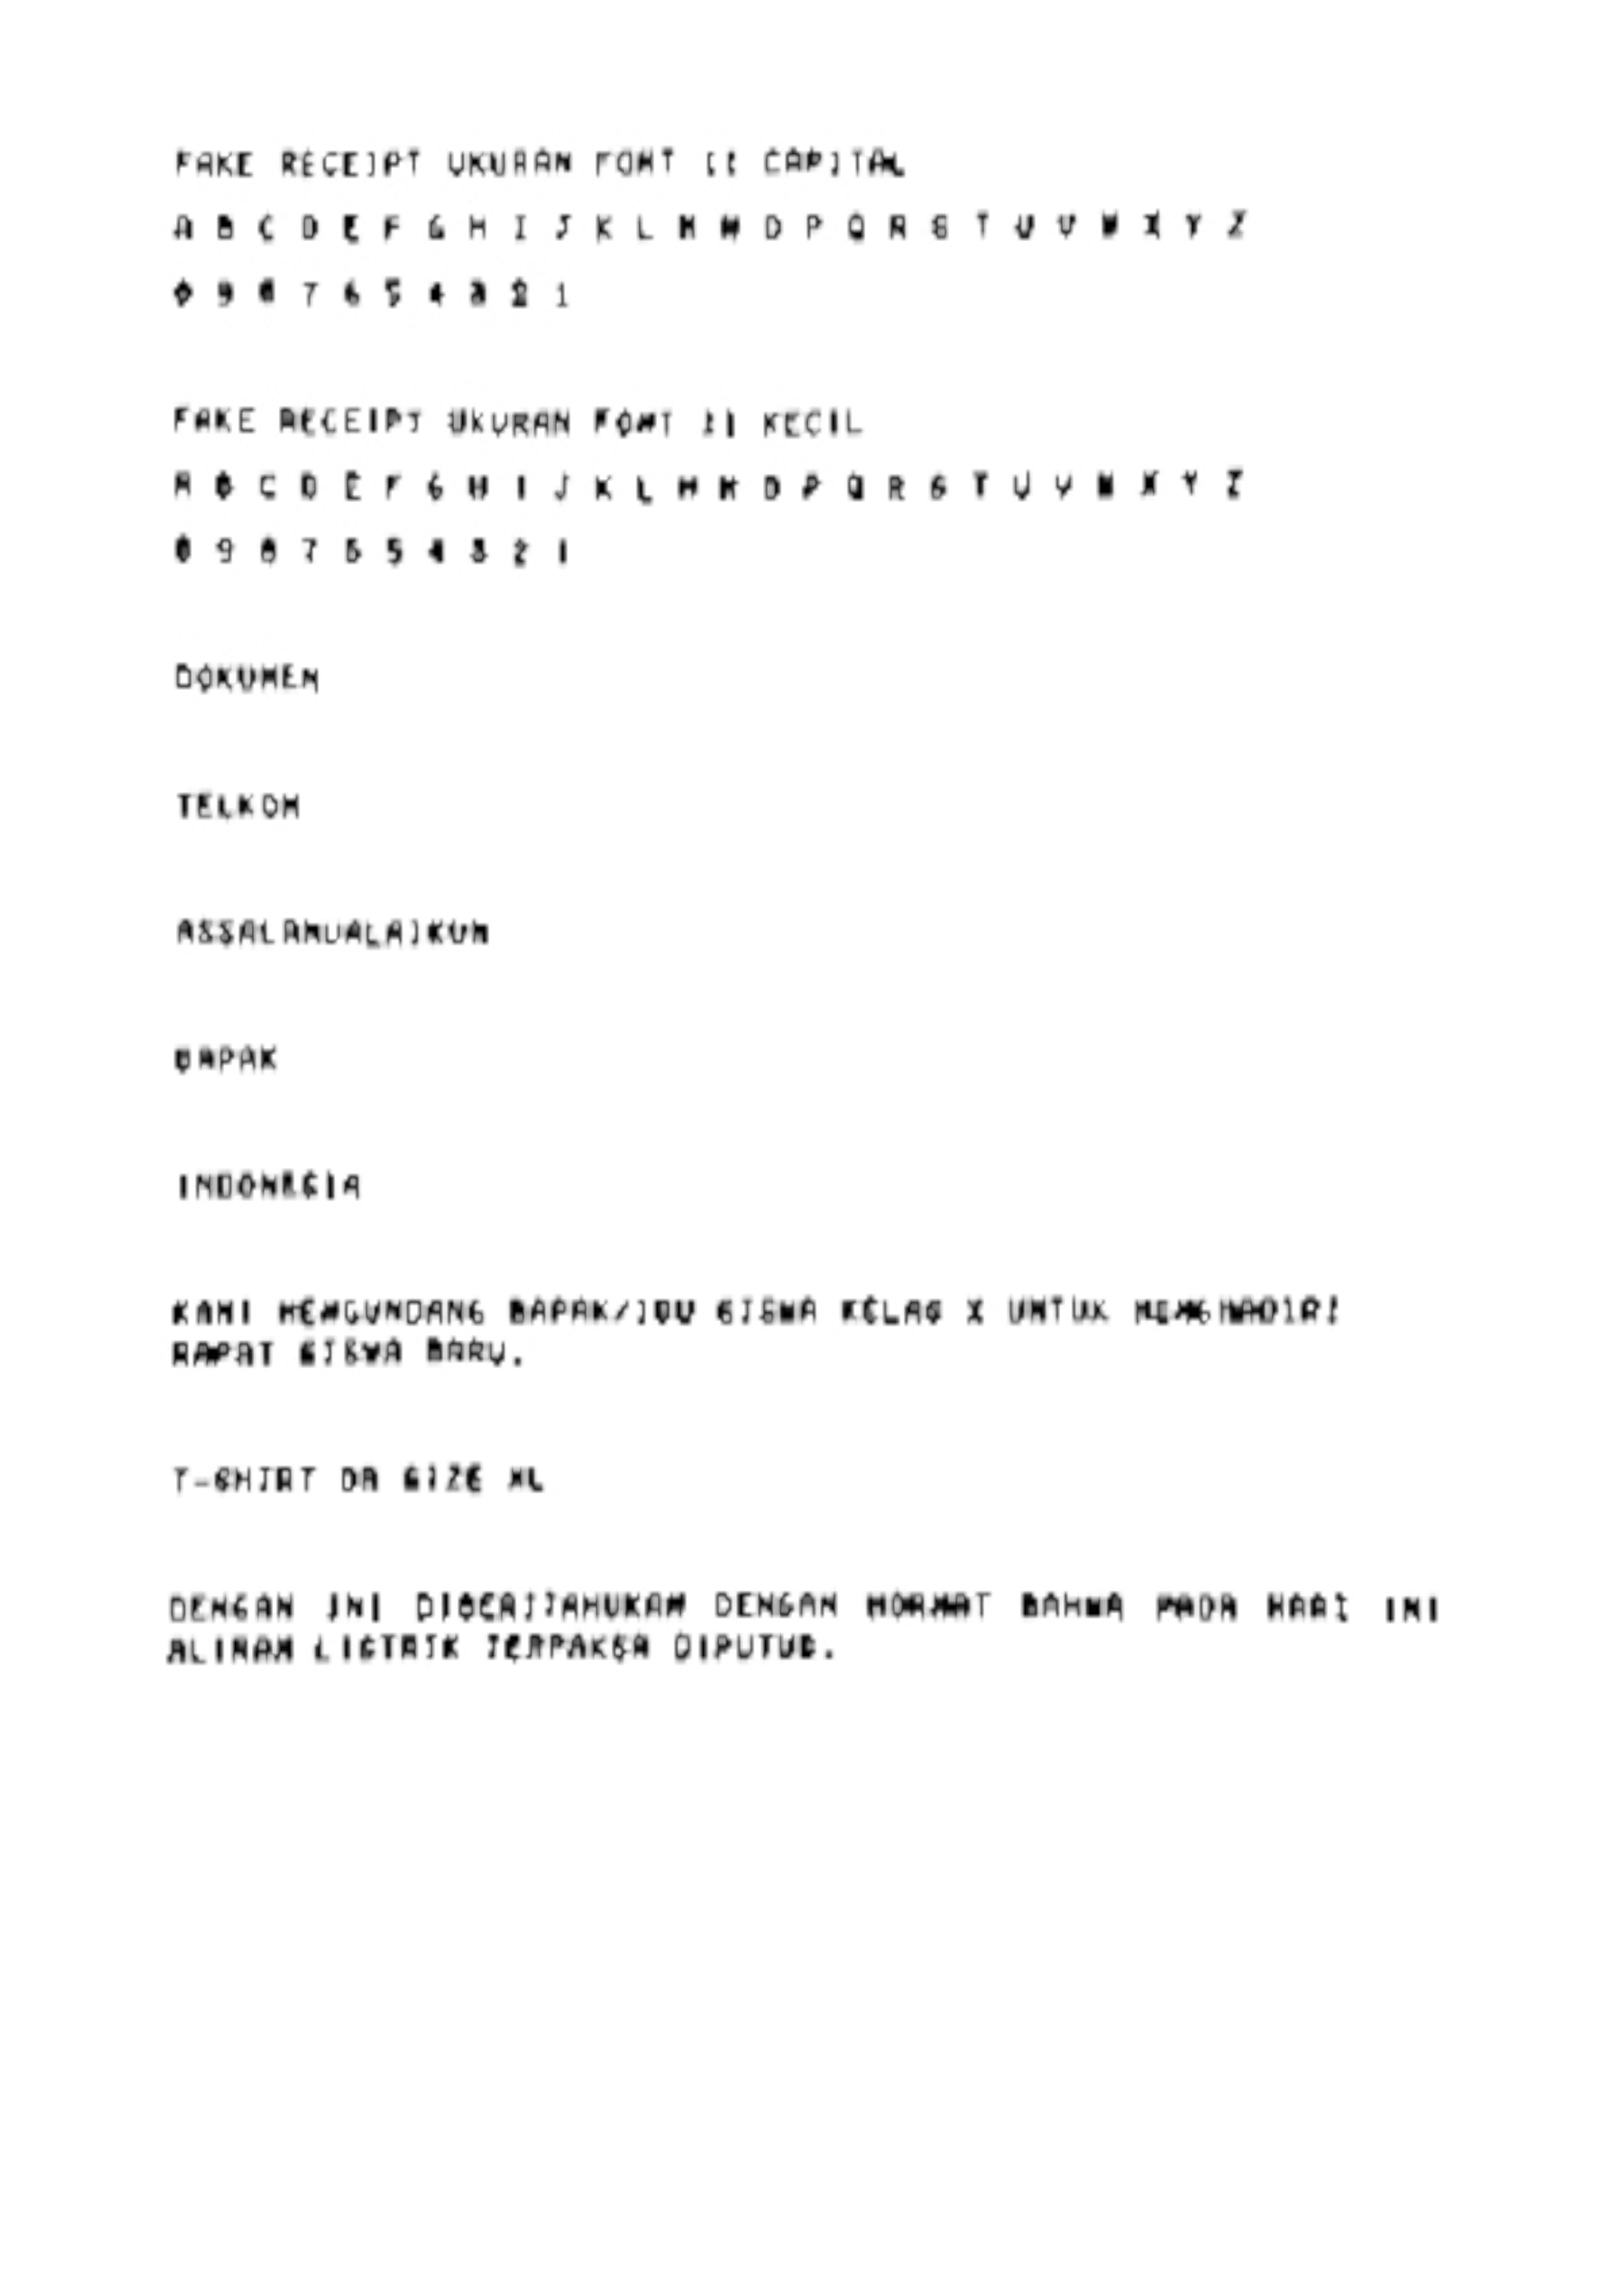 FAKE RECEIPT UKURAN FONT 11 CAPITAL
A B C D E F G H I J K L M N O P Q R S T U V W X Y Z
0 9 8 7 6 5 4 3 2 1
FAKE RECEIPT UKURAN FONT 11 KECIL
A B C D E F G H I J K L M N O P Q R S T U V W X Y Z
0 9 8 7 6 5 4 3 2 1
DOKUMEN
TELKOM
ASSALAMUALAIKUM
BAPAK
INDONESIA
KAMI MENGUNDANG BAPAK/IBU SISWA KELAS X UNTUK MENGHADIRI
RAPAT SISWA BARU.
T-SHIRT DA SIZE XL
DENGAN INI DIBERITAHUKAN DENGAN HORMAT BAHWA PADA HARI INI
ALIRAN LISTRIK TERPAKSA DIPUTUS.